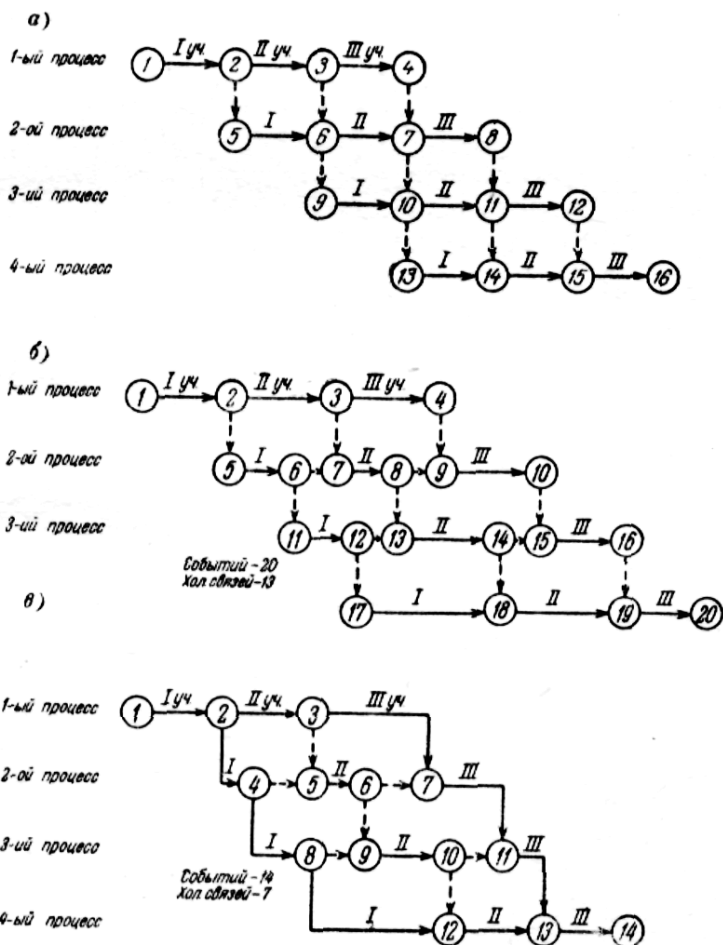 а)
1-ый процесс 1 I уч. 2 II уч. 3 III уч. 4
2-ой процесс 5 I 6 II 7 III 8
3-ий процесс 9 I 10 II 11 III 12
4-ый процесс 13 I 14 II 15 III 16
в)
1-ый процесс 1 I уч. 2 II уч. 3 III уч 4
2-ой процесс 5 I 6 7 II 8 9 III 10
3-ий процесс 11 I 12 13 II 14 15 III 16
Событий-20
Хол связей-13
17 I 18 II 19 III 20
в)
1-ый процесс 1 I уч. 2 II уч. 3 III уч 7
2-ой процесс I 4 5 II 6 7 III
3-ий процесс I 8 9 II 10 11 III
Событий-14
Хол связей-7
4-ый процесс I 12 II 13 III 14